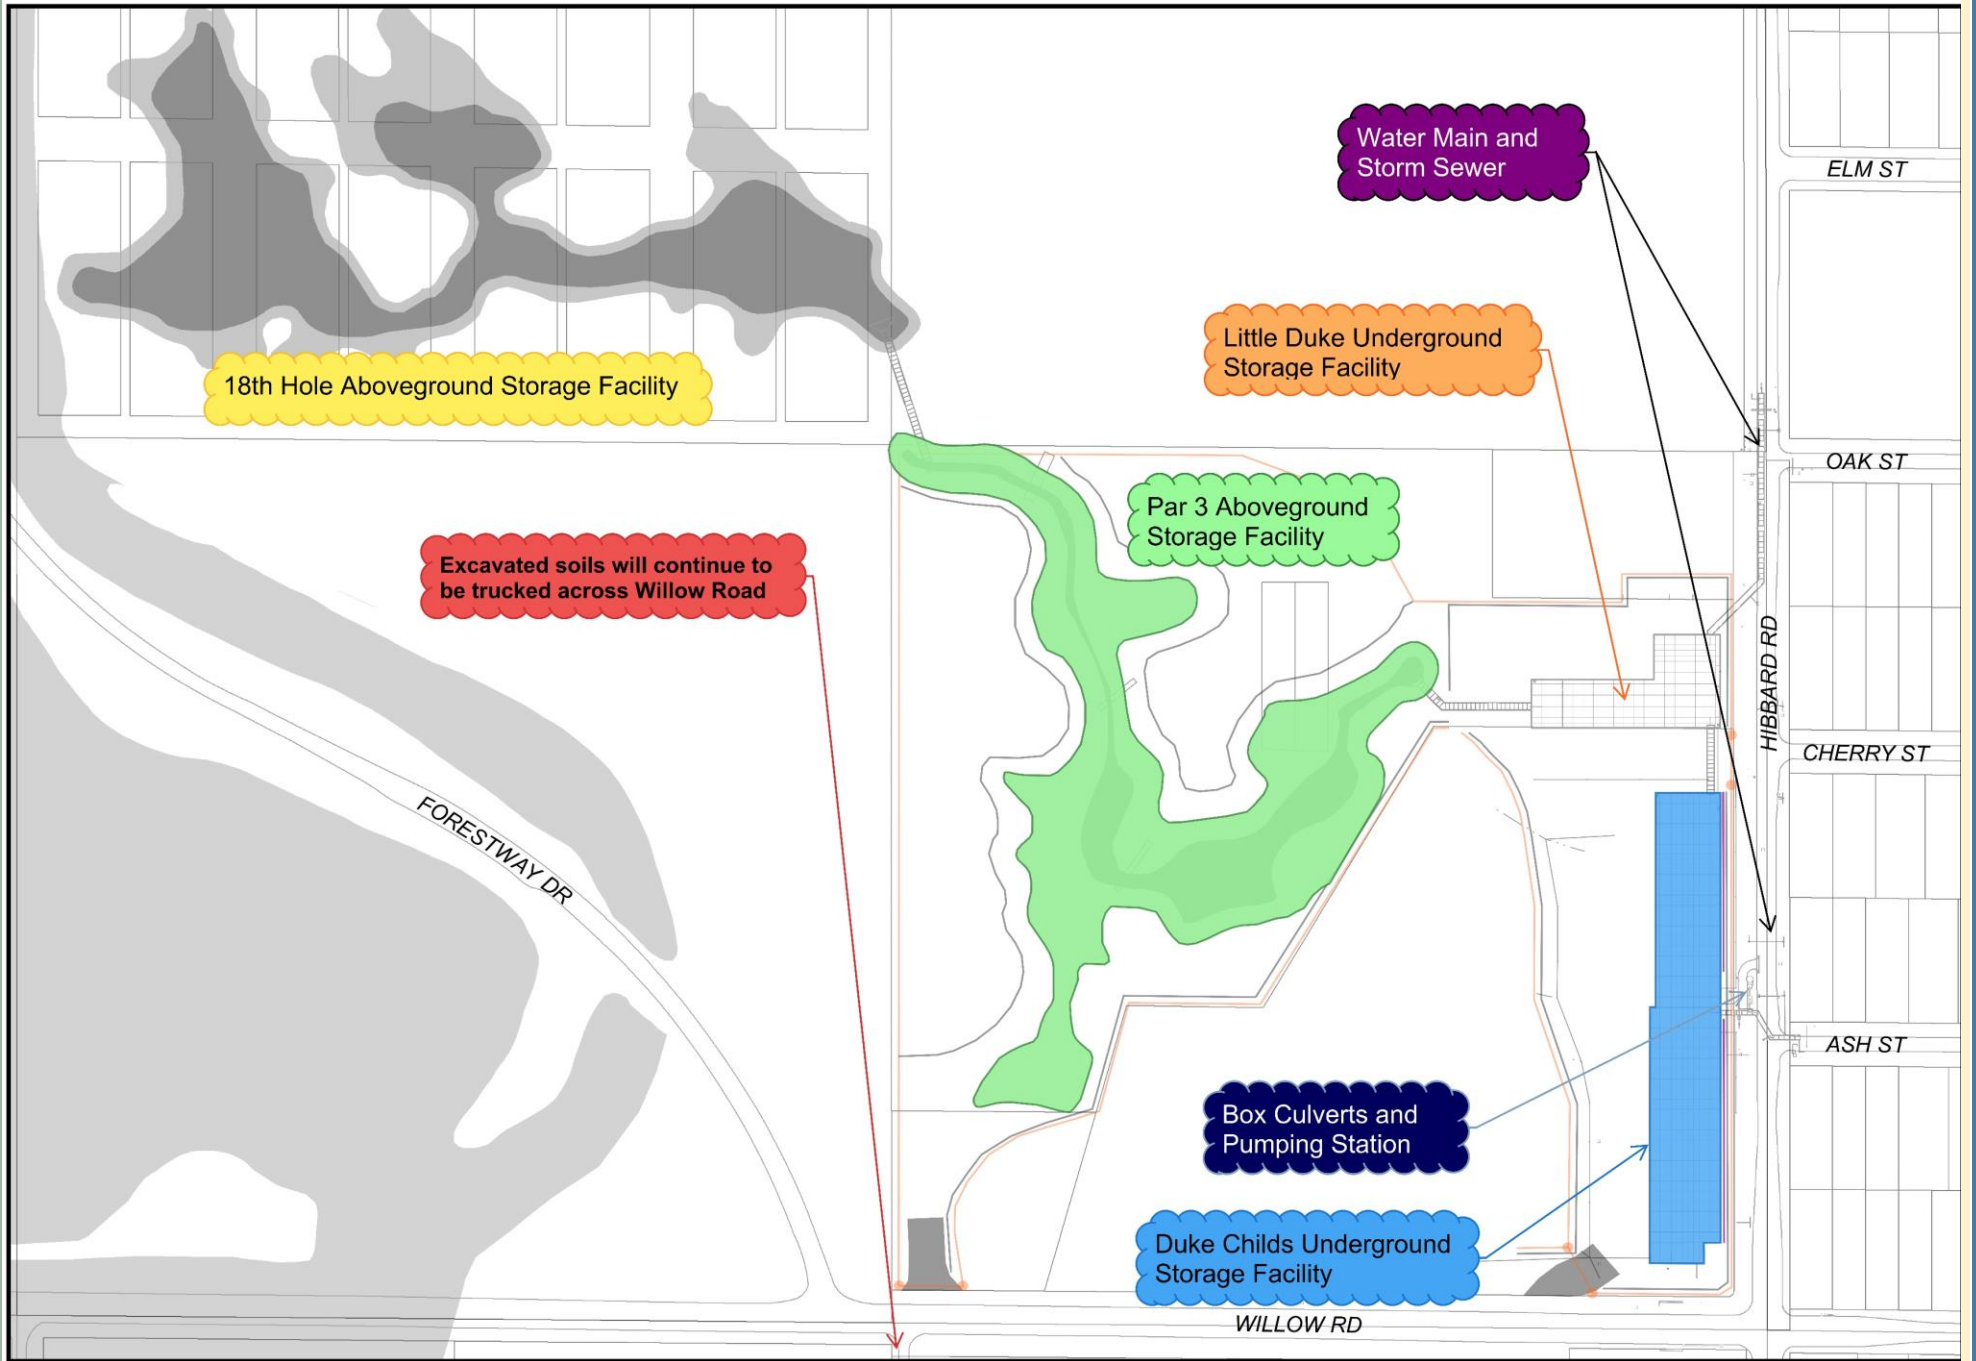 Water Main and
Storm Sewer
ELM ST
Little Duke Underground
Storage Facility
18th Hole Aboveground Storage Facility
OAK ST
Par 3 Aboveground
Storage Facility
Excavated soils will continue to
be trucked across Willow Road
HIBBARD RD
CHERRY ST
FORESTWAY DR
ASH ST
Box Culverts and
Pumping Station
Duke Childs Underground
Storage Facility
WILLOW RD